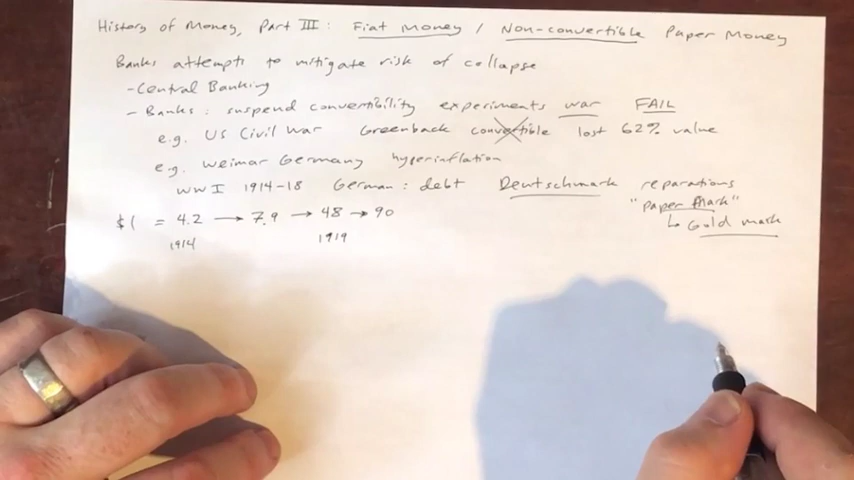 History of Money, Part III: Fiat Money / Non-convertible Paper Money
Banks attempts to mitigate risk of collapse
- Central Banking
- Banks: suspend convertibility experiments war FAIL
e.g. US Civil War Greenback convertible lost 62% value
e.g. Weimar Germany hyperinflation
WWI 1914-18 German: debt Deutschmark reparations
"paper Mark"
↳ Gold mark
$1 = 4.2 → 7.9 → 48 → 90
1914 1919